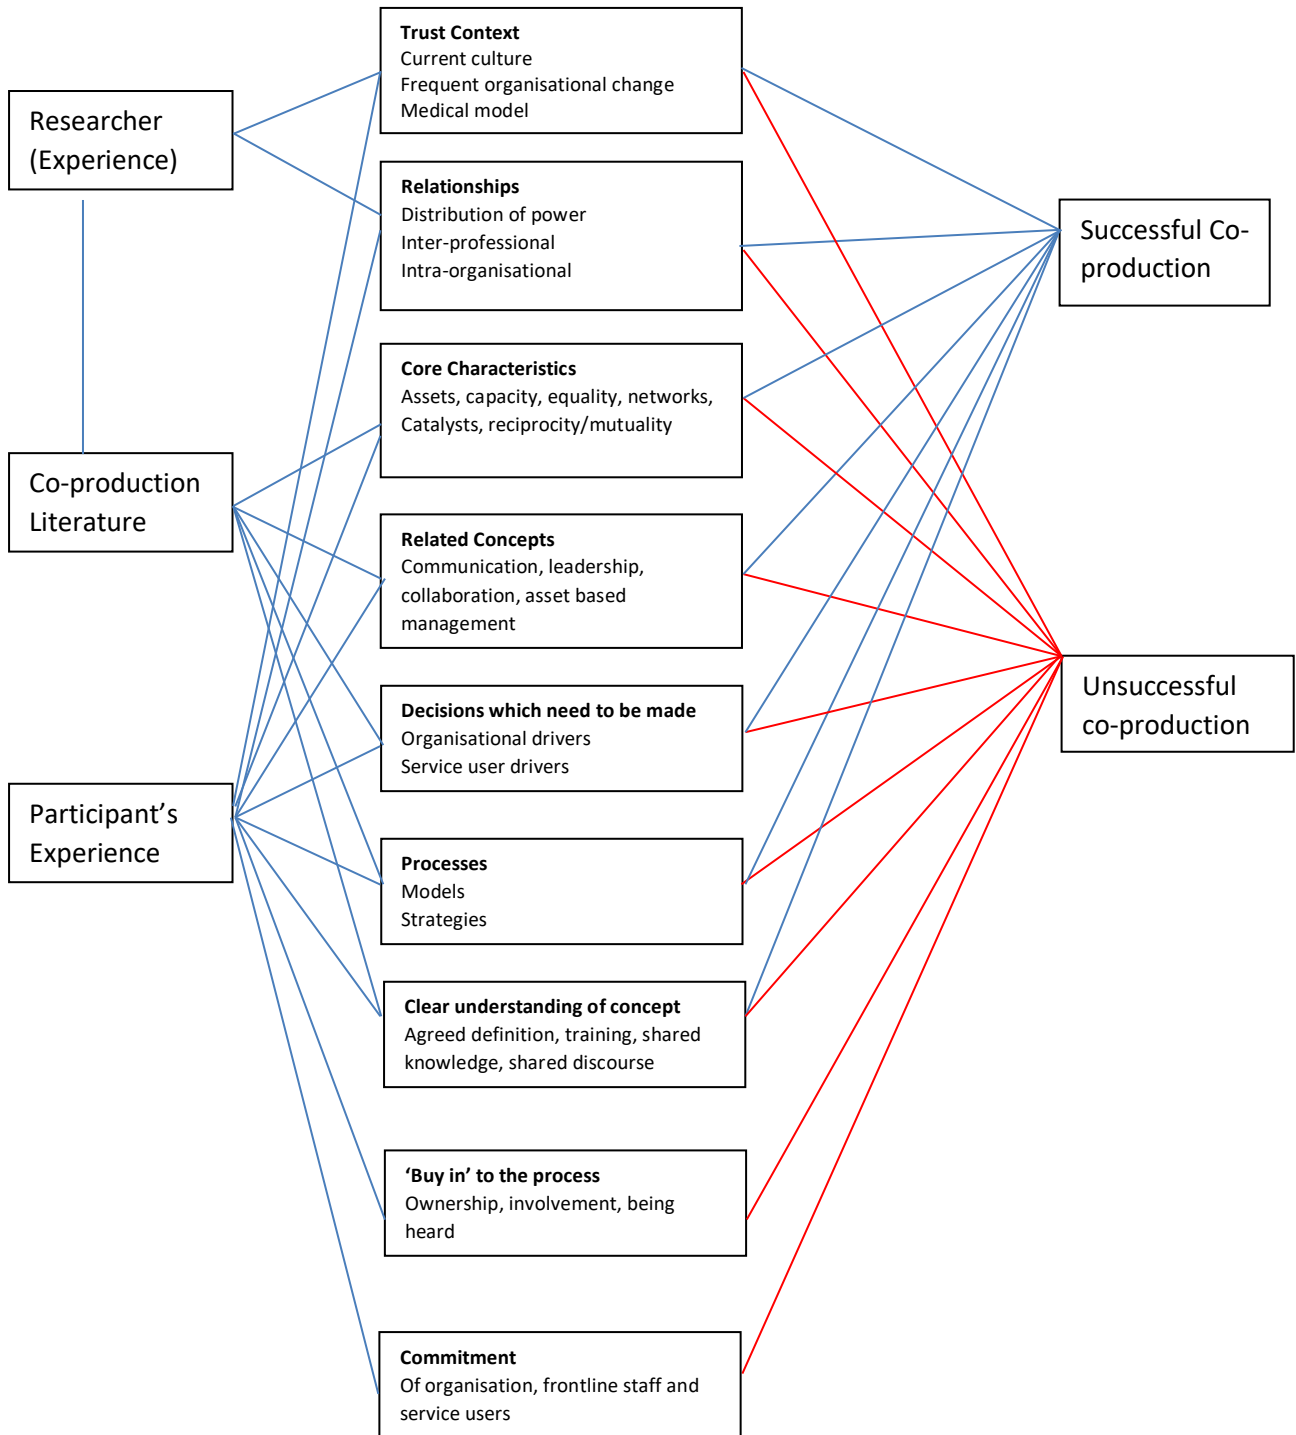 Researcher
(Experience)
Co-production
Literature
Participant’s
Experience
Trust Context
Current culture
Frequent organisational change
Medical model
Relationships
Distribution of power
Inter-professional
Intra-organisational
Core Characteristics
Assets, capacity, equality, networks,
Catalysts, reciprocity/mutuality
Related Concepts
Communication, leadership,
collaboration, asset based
management
Decisions which need to be made
Organisational drivers
Service user drivers
Processes
Models
Strategies
Clear understanding of concept
Agreed definition, training, shared
knowledge, shared discourse
‘Buy in’ to the process
Ownership, involvement, being
heard
Commitment
Of organisation, frontline staff and
service users
Successful Co-
production
Unsuccessful
co-production